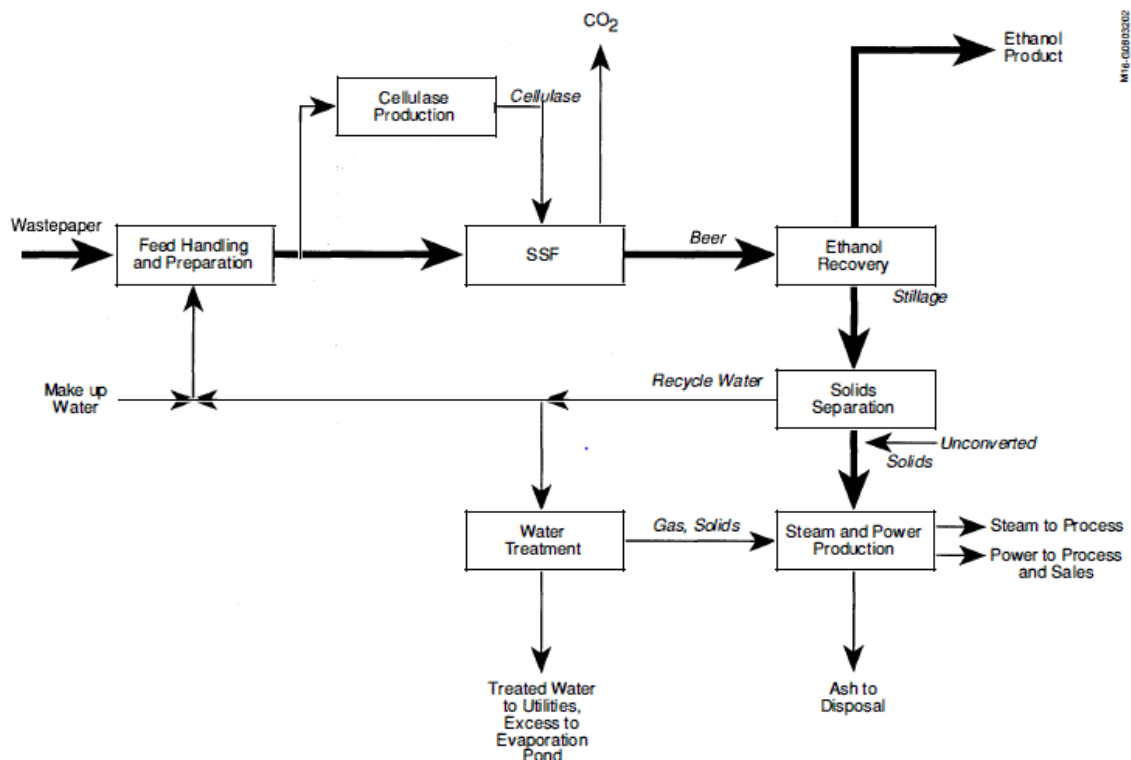 CO2
Ethanol
Product
M16-G0803202
Cellulase
Production
Cellulase
Wastepaper
Feed Handling
and Preparation
SSF
Beer
Ethanol
Recovery
Stillage
Make up
Water
Recycle Water
Solids
Separation
Unconverted
Solids
Water
Treatment
Gas, Solids
Steam and Power
Production
Steam to Process
Power to Process
and Sales
Treated Water
to Utilities,
Excess to
Evaporation
Pond
Ash to
Disposal